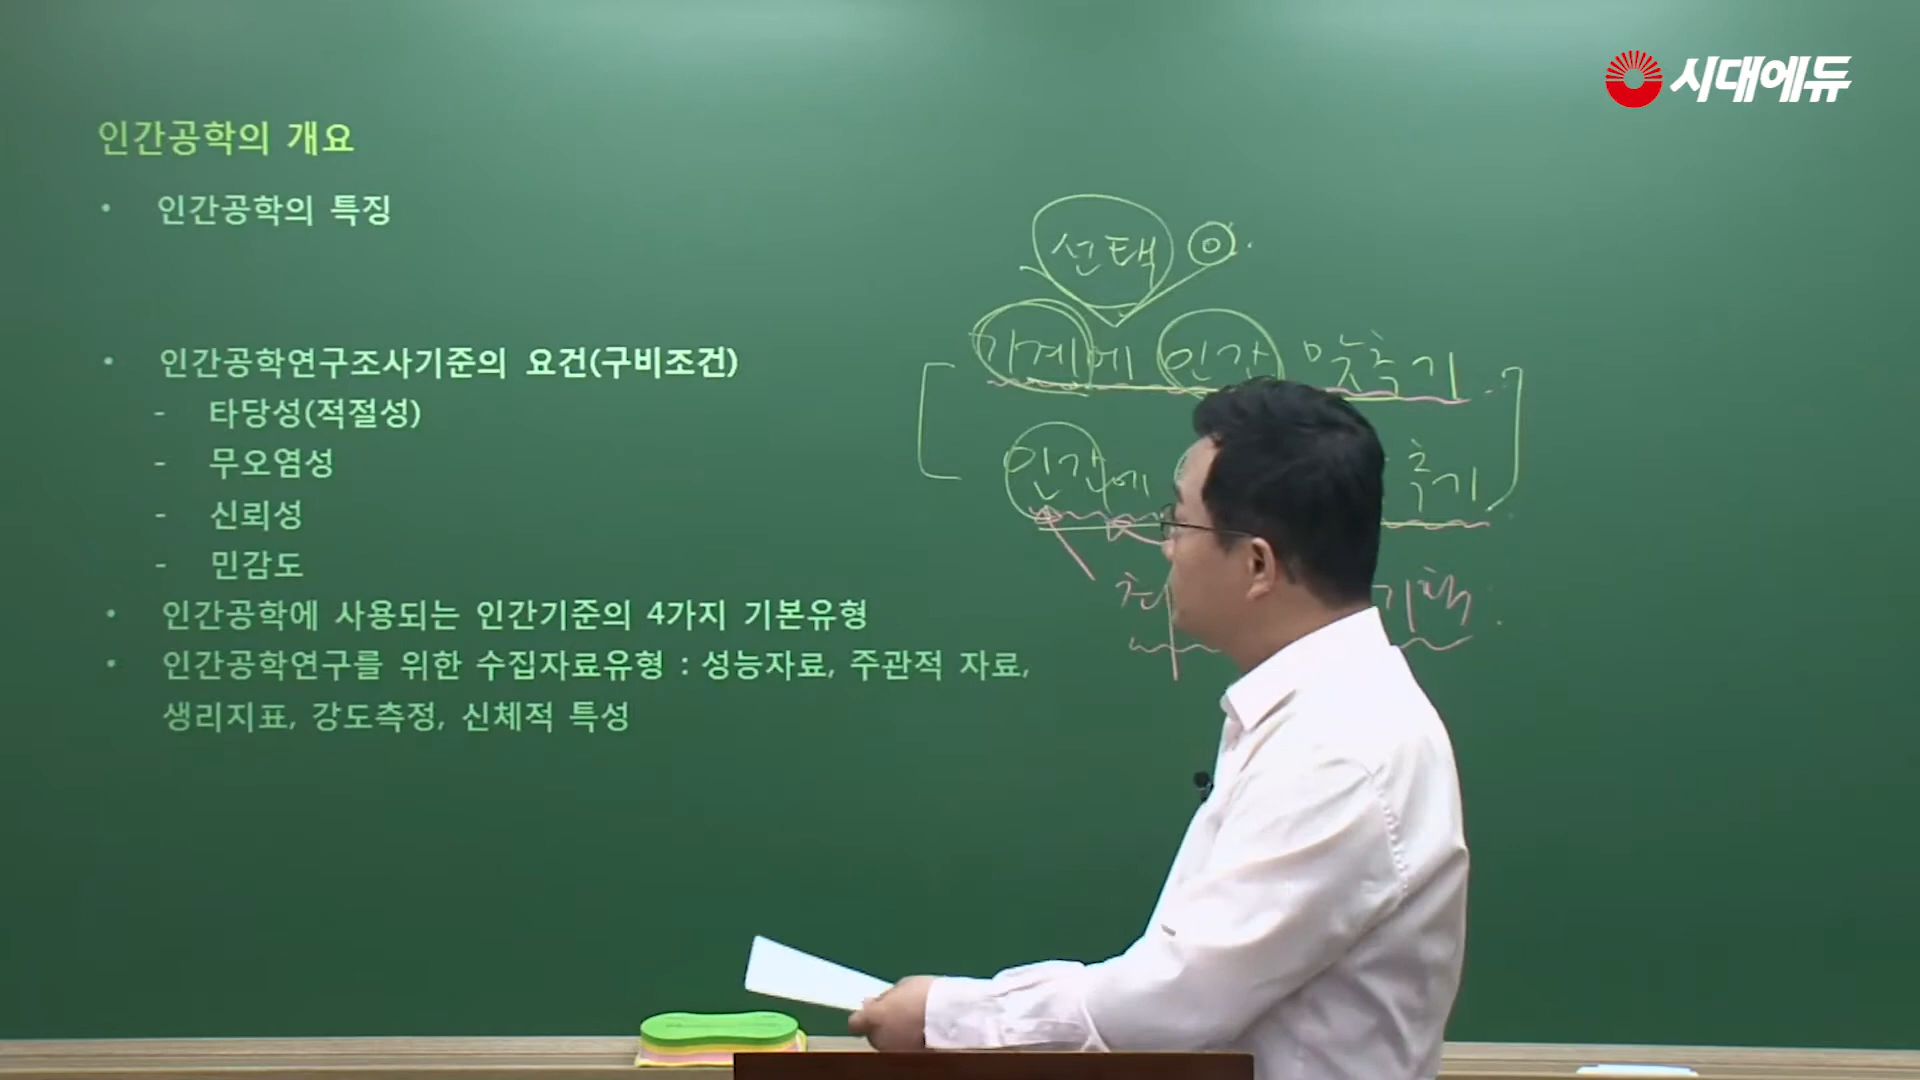 시대에듀
인간공학의 개요
• 인간공학의 특징
• 인간공학연구조사기준의 요건(구비조건)
- 타당성(적절성)
- 무오염성
- 신뢰성
- 민감도
• 인간공학에 사용되는 인간기준의 4가지 기본유형
• 인간공학연구를 위한 수집자료유형 : 성능자료, 주관적 자료,
생리지표, 강도측정, 신체적 특성
선택
기계에 인간 맞추기
인간에 추기